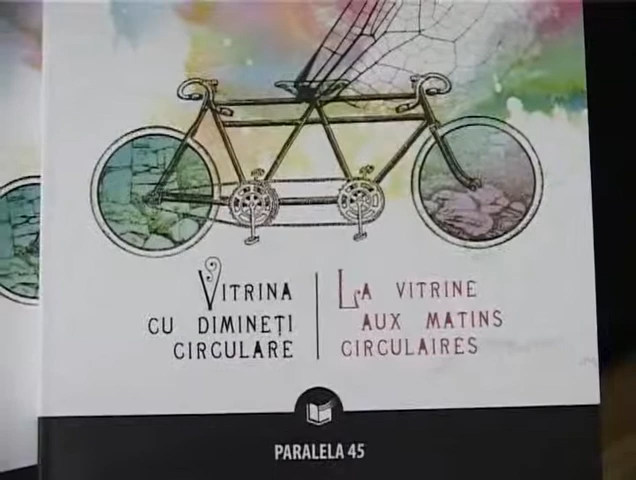 VITRINA
CU DIMINEȚI
CIRCULARE
LA VITRINE
AUX MATINS
CIRCULAIRES
PARALELA 45